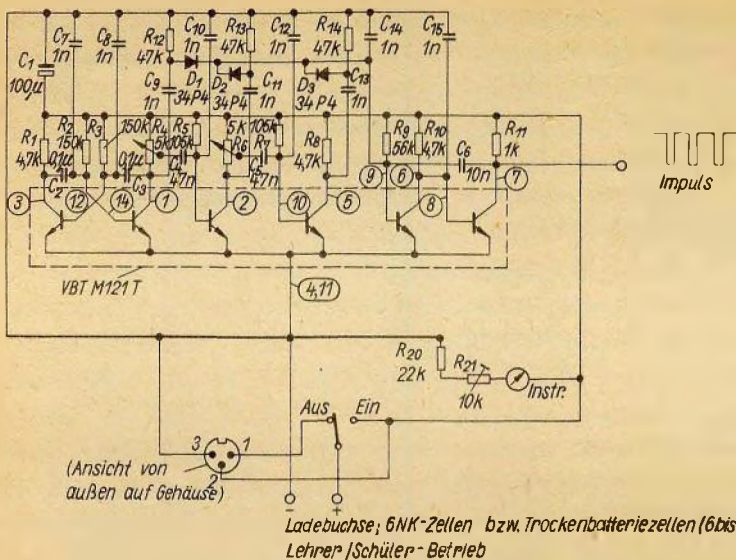 C1 100µ
C7 1n
C8 1n
R12 47k
C9 1n
C10 1n
D1 34P4
D2 34P4
R13 47k
C11 1n
C12 1n
D3 34P4
R14 47k
C13 1n
C14 1n
C15 1n
R1 4,7k
R2 150k
R3 150k
R4 5k
R5 106k
5k R6
R7 106k
R8 4,7k
R9 56k
R10 4,7k
C6 10n
R11 1k
0,1µ C2
0,1µ C3
47n
C5 47n
Impuls
3
12
14
1
2
10
5
9
6
8
7
VBT M121 T
4,11
R20 22k
R21 10k
Instr.
Aus
Ein
3
1
2
(Ansicht von
außen auf Gehäuse)
-
+
Ladebuchse; 6NK-Zellen bzw. Trockenbatteriezellen (6bis
Lehrer/Schüler-Betrieb